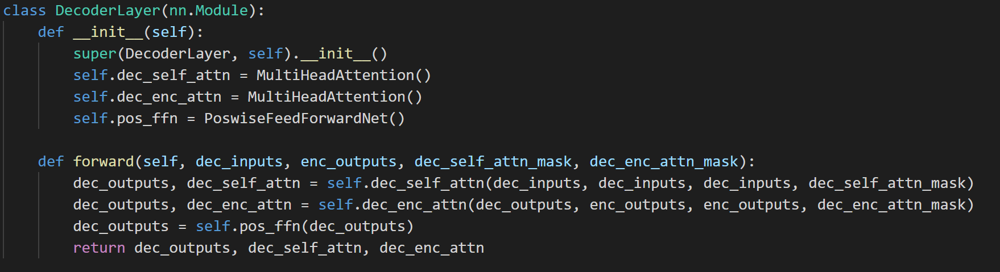 class DecoderLayer(nn.Module):
    def __init__(self):
        super(DecoderLayer, self).__init__()
        self.dec_self_attn = MultiHeadAttention()
        self.dec_enc_attn = MultiHeadAttention()
        self.pos_ffn = PoswiseFeedForwardNet()

    def forward(self, dec_inputs, enc_outputs, dec_self_attn_mask, dec_enc_attn_mask):
        dec_outputs, dec_self_attn = self.dec_self_attn(dec_inputs, dec_inputs, dec_inputs, dec_self_attn_mask)
        dec_outputs, dec_enc_attn = self.dec_enc_attn(dec_outputs, enc_outputs, enc_outputs, dec_enc_attn_mask)
        dec_outputs = self.pos_ffn(dec_outputs)
        return dec_outputs, dec_self_attn, dec_enc_attn